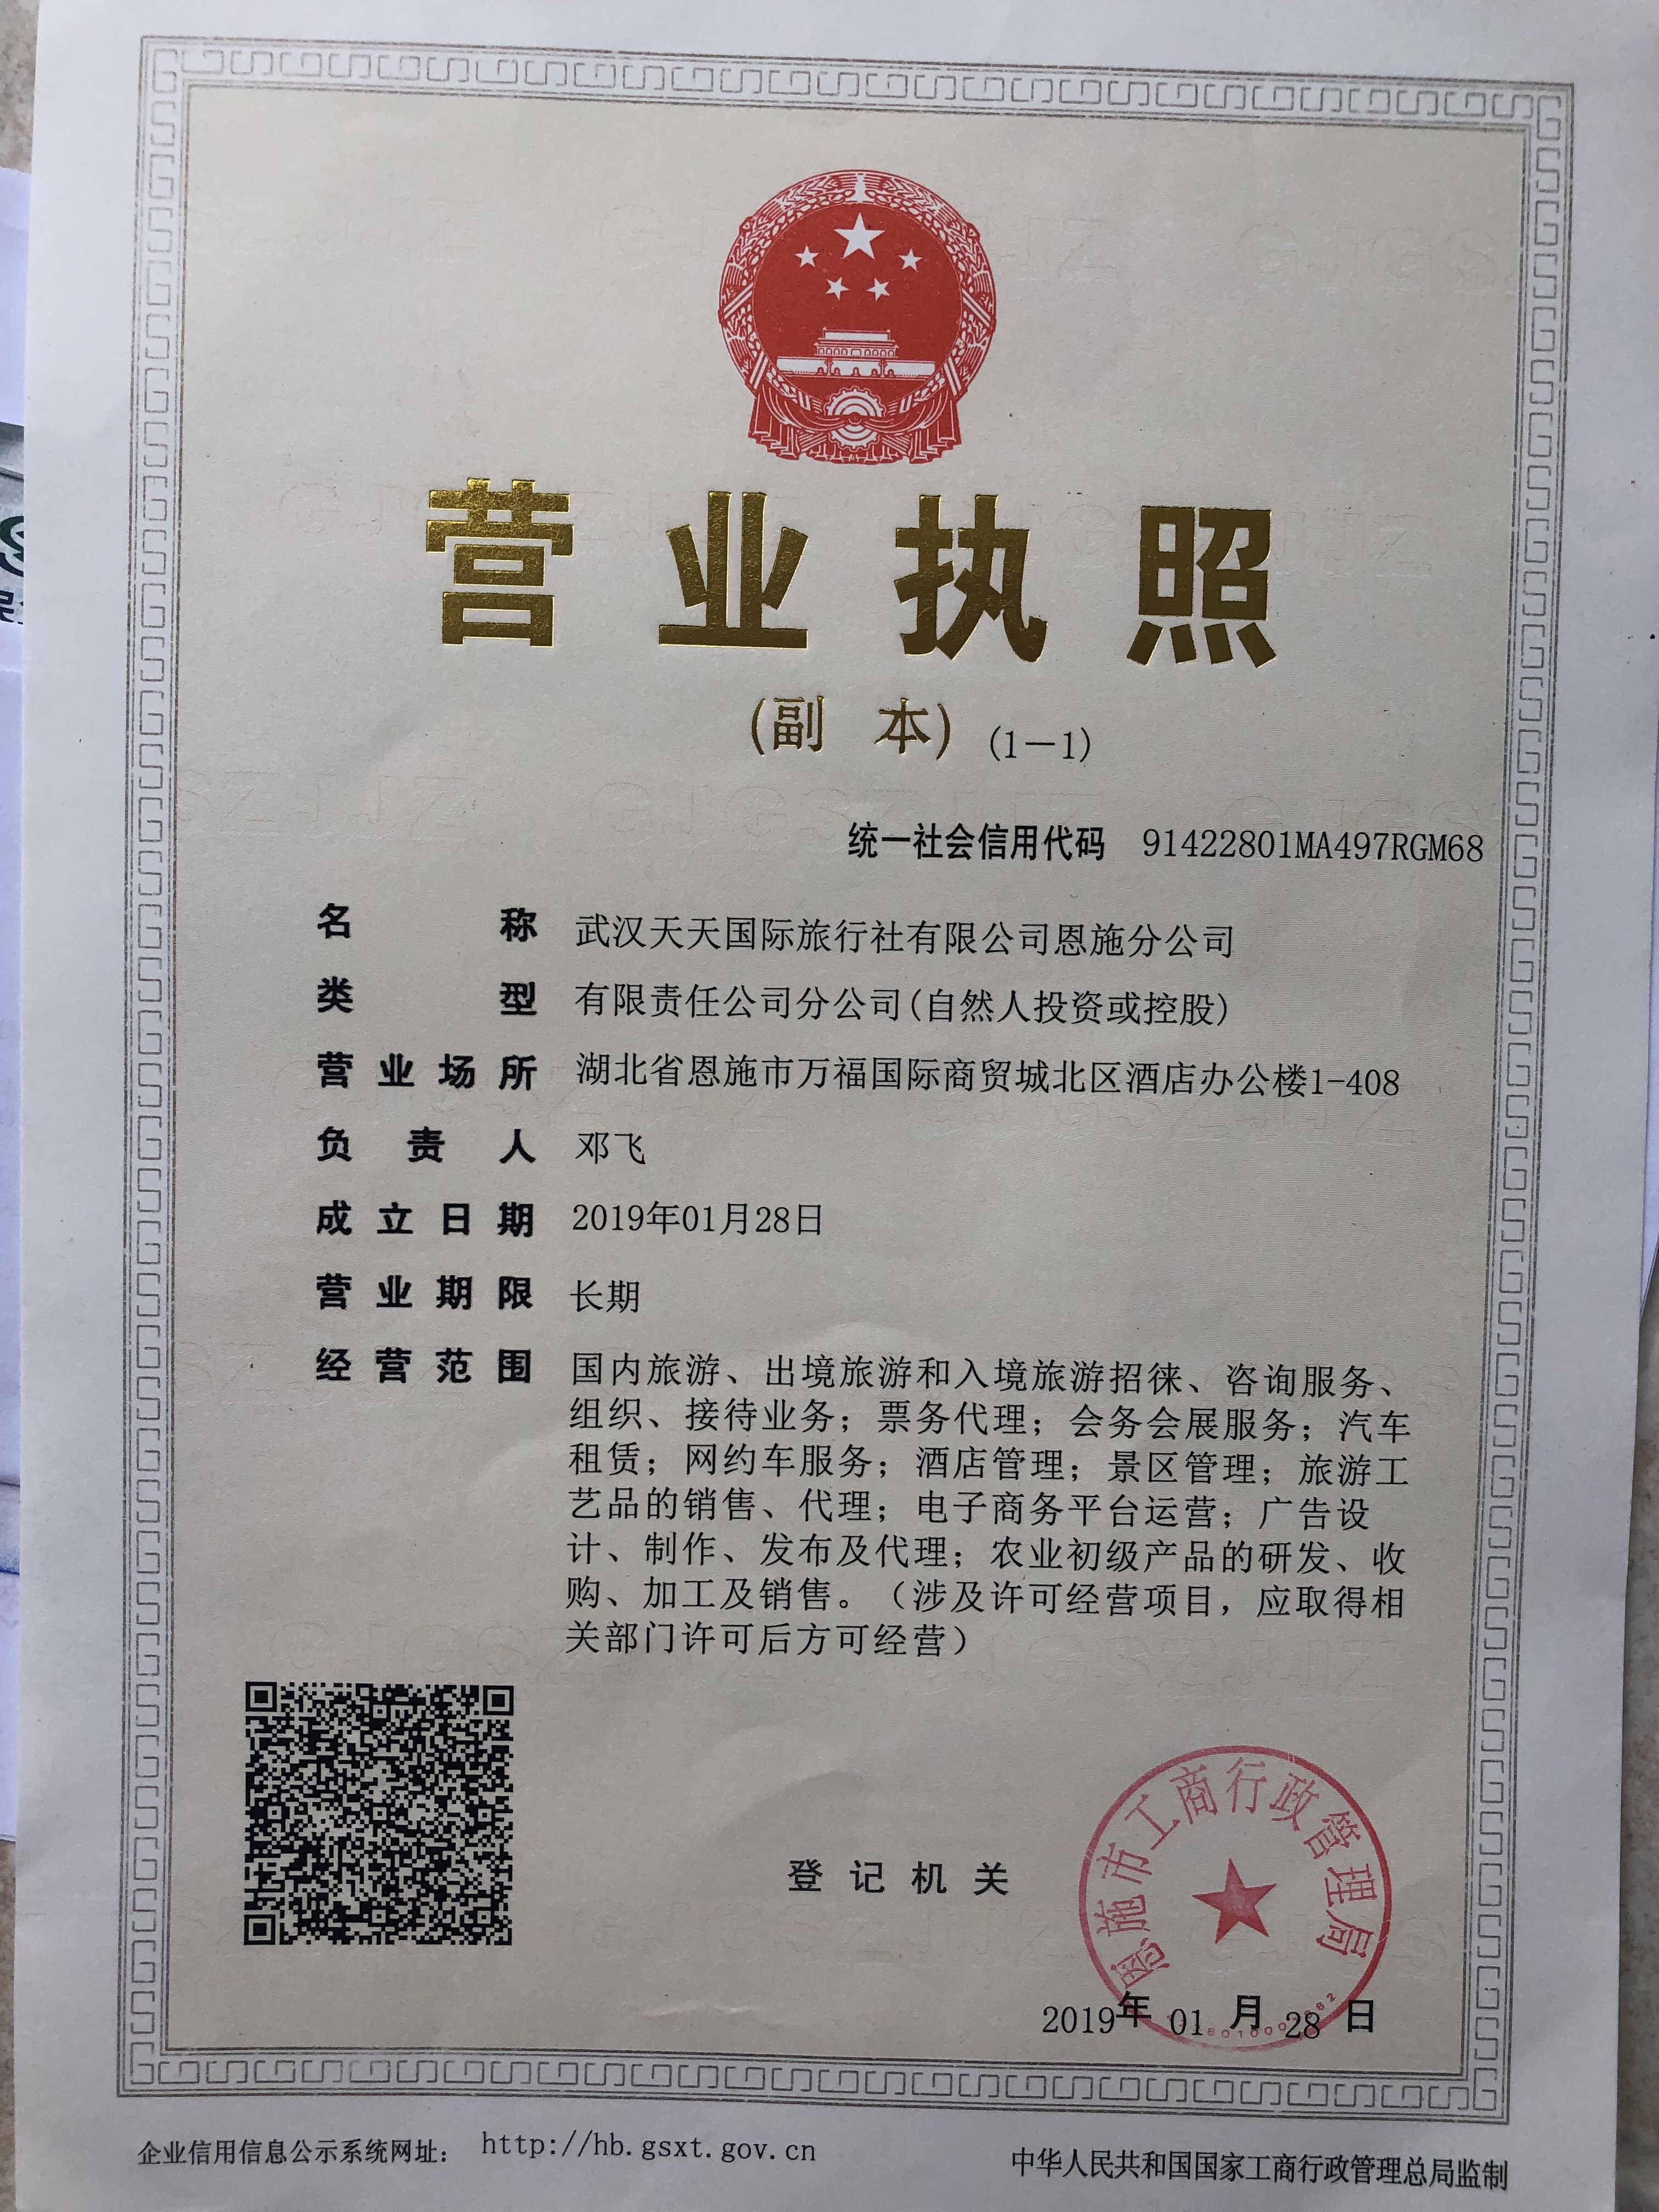 营业执照
(副 本) (1-1)
统一社会信用代码 91422801MA497RGM68
名 称 武汉天天国际旅行社有限公司恩施分公司
类 型 有限责任公司分公司(自然人投资或控股)
营业场所 湖北省恩施市万福国际商贸城北区酒店办公楼1-408
负 责 人 邓飞
成立日期 2019年01月28日
营业期限 长期
经营范围 国内旅游、出境旅游和入境旅游招徕、咨询服务、
组织、接待业务；票务代理；会务会展服务；汽车
租赁；网约车服务；酒店管理；景区管理；旅游工
艺品的销售、代理；电子商务平台运营；广告设
计、制作、发布及代理；农业初级产品的研发、收
购、加工及销售。（涉及许可经营项目，应取得相
关部门许可后方可经营）
登记机关
恩施市工商行政管理局
2019年 01 月 28 日
企业信用信息公示系统网址： http://hb.gsxt.gov.cn
中华人民共和国国家工商行政管理总局监制